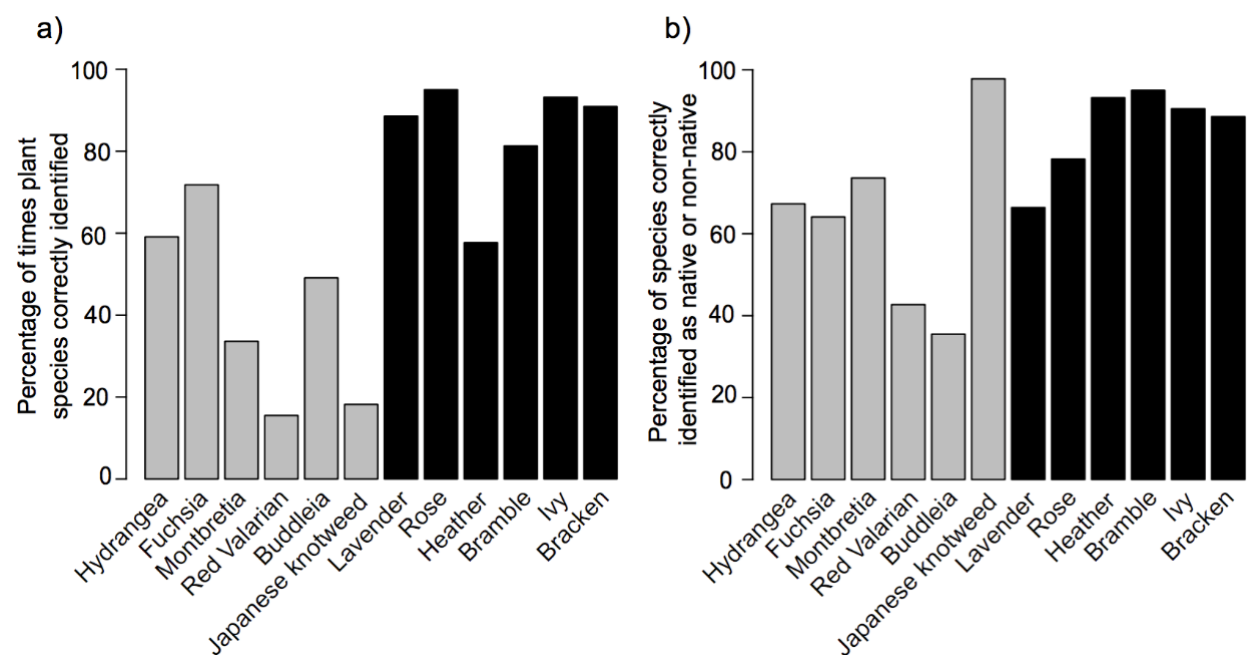 a)
Percentage of times plant
species correctly identified
100
80
60
40
20
0
Hydrangea
Fuchsia
Montbretia
Red Valarian
Buddleia
Japanese knotweed
Lavender
Rose
Heather
Bramble
Ivy
Bracken
b)
Percentage of species correctly
identified as native or non-native
100
80
60
40
20
0
Hydrangea
Fuchsia
Montbretia
Red Valarian
Buddleia
Japanese knotweed
Lavender
Rose
Heather
Bramble
Ivy
Bracken